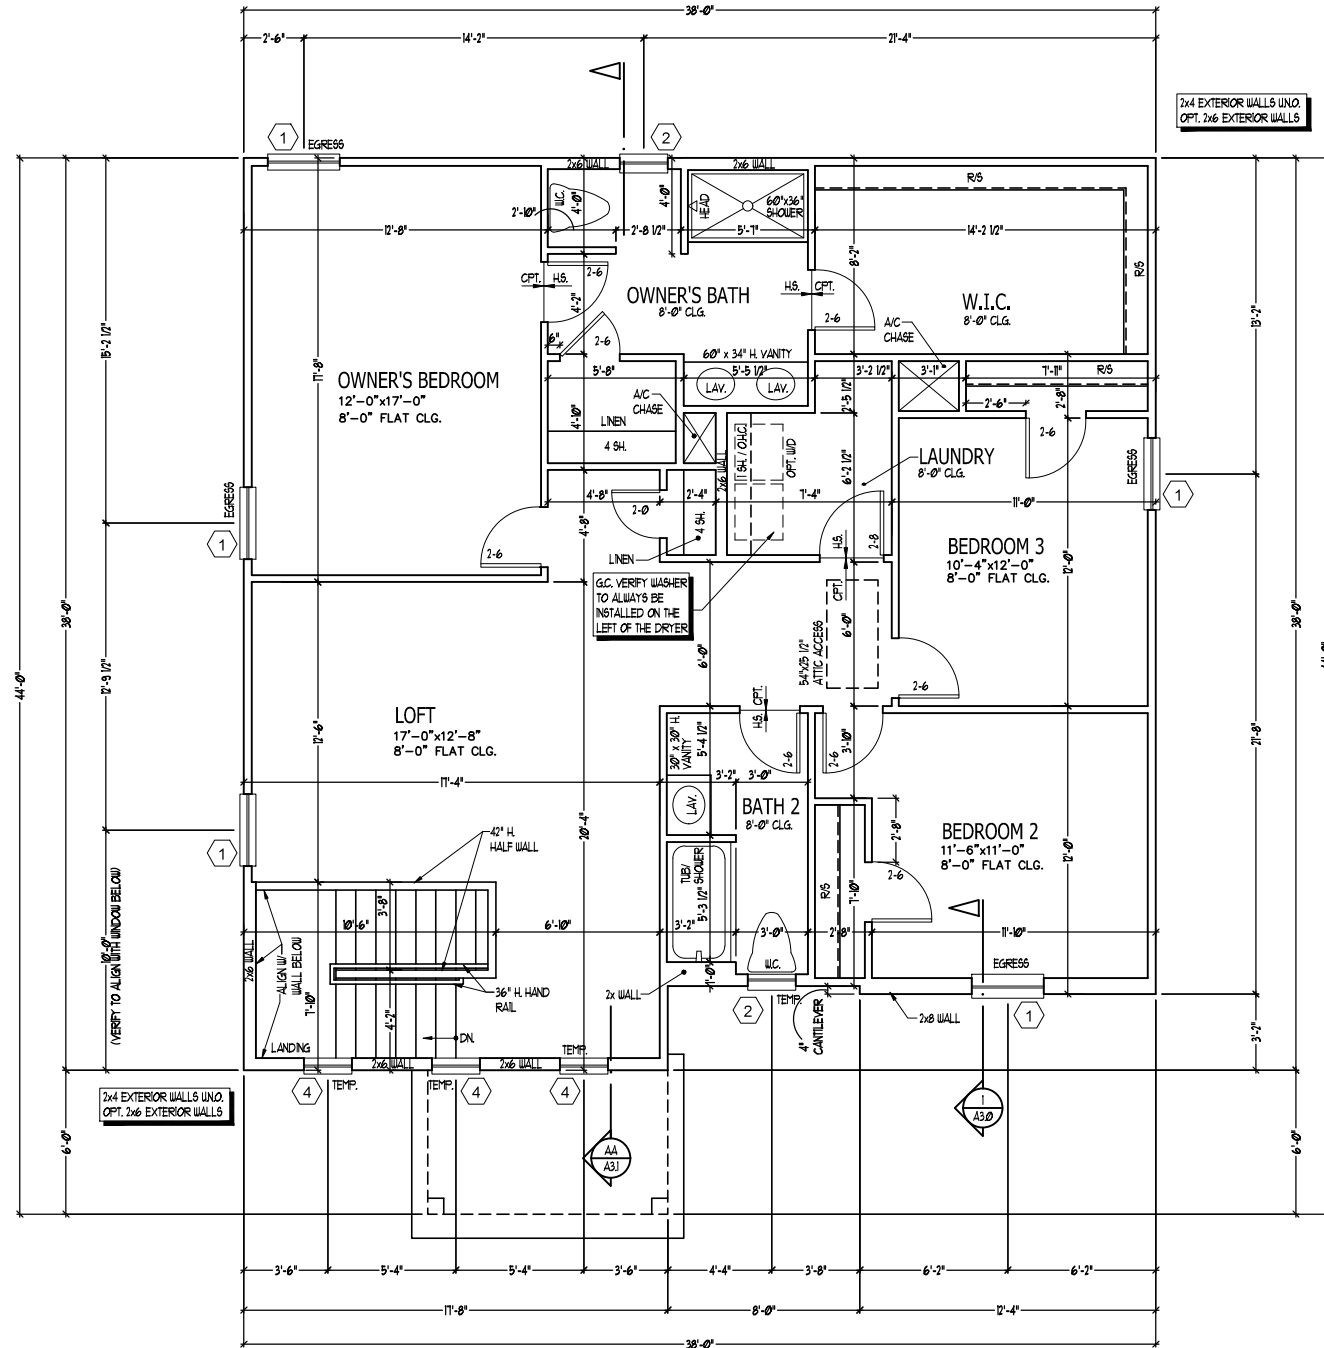 38'-0"
2'-6"
14'-2"
21'-4"
2x4 EXTERIOR WALLS U.N.O.
OPT. 2x6 EXTERIOR WALLS
1
EGRESS
2
2x6 WALL
2x6 WALL
R/S
W.C.
4'-0"
4'-0"
HEAD
60"x36"
SHOWER
2'-10"
12'-8"
2'-8 1/2"
5'-7"
14'-2 1/2"
8'-2"
R/S
CPT.
H.S.
2-6
4'-2"
OWNER'S BATH
8'-0" CLG.
H.S.
CPT.
2-6
W.I.C.
8'-0" CLG.
A/C
CHASE
13'-2"
15'-2 1/2"
6"
2-6
60" x 34" H. VANITY
5'-8"
5'-5 1/2"
3'-2 1/2"
3'-1"
7'-11"
R/S
11'-8"
OWNER'S BEDROOM
12'-0"x17'-0"
8'-0" FLAT CLG.
LAV.
LAV.
A/C
CHASE
2'-5 1/2"
2'-6"
2'-8"
4'-10"
LINEN
4 SH.
2-6
1 SH. / O.H.C.
OPT. W/D
2x6 WALL
6'-2 1/2"
LAUNDRY
8'-0" CLG.
EGRESS
1
EGRESS
1
4'-8"
2'-4"
7'-4"
11'-0"
2-0
4'-8"
4 SH.
2-6
LINEN
H.S.
2-8
BEDROOM 3
10'-4"x12'-0"
8'-0" FLAT CLG.
12'-0"
G.C. VERIFY WASHER
TO ALWAYS BE
INSTALLED ON THE
LEFT OF THE DRYER
CPT.
6'-0"
54"x25 1/2"
ATTIC ACCESS
6'-0"
38'-0"
38'-0"
44'-0"
12'-9 1/2"
2-6
LOFT
17'-0"x12'-8"
8'-0" FLAT CLG.
12'-6"
CPT.
H.S.
30" x 30" H.
VANITY
5'-4 1/2"
2-6
2-6
3'-10"
21'-8"
17'-4"
3'-2"
3'-0"
LAV.
BATH 2
8'-0" CLG.
20'-4"
42" H.
HALF WALL
1
2'-8"
BEDROOM 2
11'-6"x11'-0"
8'-0" FLAT CLG.
12'-0"
TUB/
SHOWER
5'-3 1/2"
R/S
7'-10"
2-6
(VERIFY TO ALIGN WITH WINDOW BELOW)
10'-0"
10'-6"
3'-8"
6'-10"
3'-2"
3'-0"
2'-8"
11'-10"
2x6 WALL
ALIGN W/
WALL BELOW
7'-10"
W.C.
EGRESS
1'-0"
36" H. HAND
RAIL
4'-2"
2x WALL
TEMP.
2
4"
CANTILEVER
2x8 WALL
1
3'-2"
DN.
LANDING
2x6 WALL
2x6 WALL
TEMP.
TEMP.
TEMP.
4
4
4
2x4 EXTERIOR WALLS U.N.O.
OPT. 2x6 EXTERIOR WALLS
1
A3.0
6'-0"
6'-0"
AA
A3.1
3'-6"
5'-4"
5'-4"
3'-6"
4'-4"
3'-8"
6'-2"
6'-2"
17'-8"
8'-0"
12'-4"
38'-0"